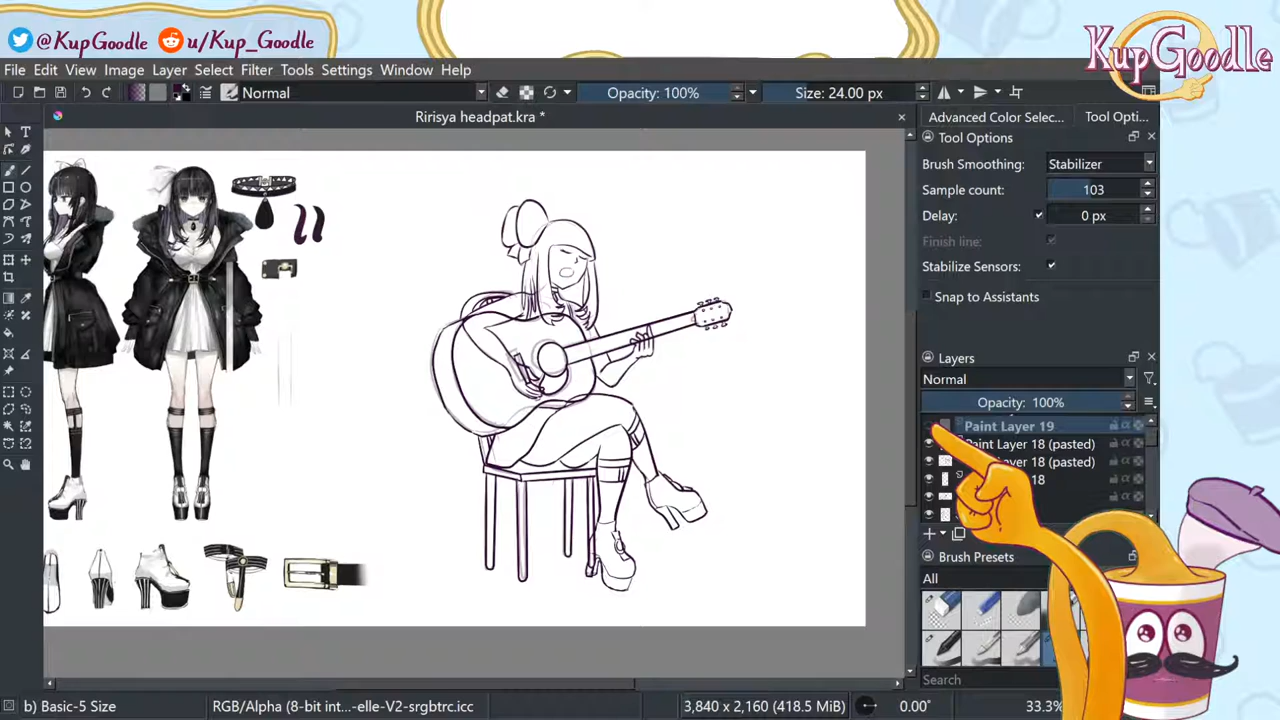 @KupGoodle u/Kup_Goodle
KupGoodle
File Edit View Image Layer Select Filter Tools Settings Window Help
Normal Opacity: 100% Size: 24.00 px
Ririsya headpat.kra *
Advanced Color Selec... Tool Opti...
Tool Options
Brush Smoothing: Stabilizer
Sample count: 103
Delay: 0 px
Finish line:
Stabilize Sensors:
Snap to Assistants
Layers
Normal
Opacity: 100%
Paint Layer 19
Paint Layer 18 (pasted)
Layer 18 (pasted)
18
Brush Presets
All
Search
b) Basic-5 Size RGB/Alpha (8-bit int...-elle-V2-srgbtrc.icc 3,840 x 2,160 (418.5 MiB) 0.00° 33.3%